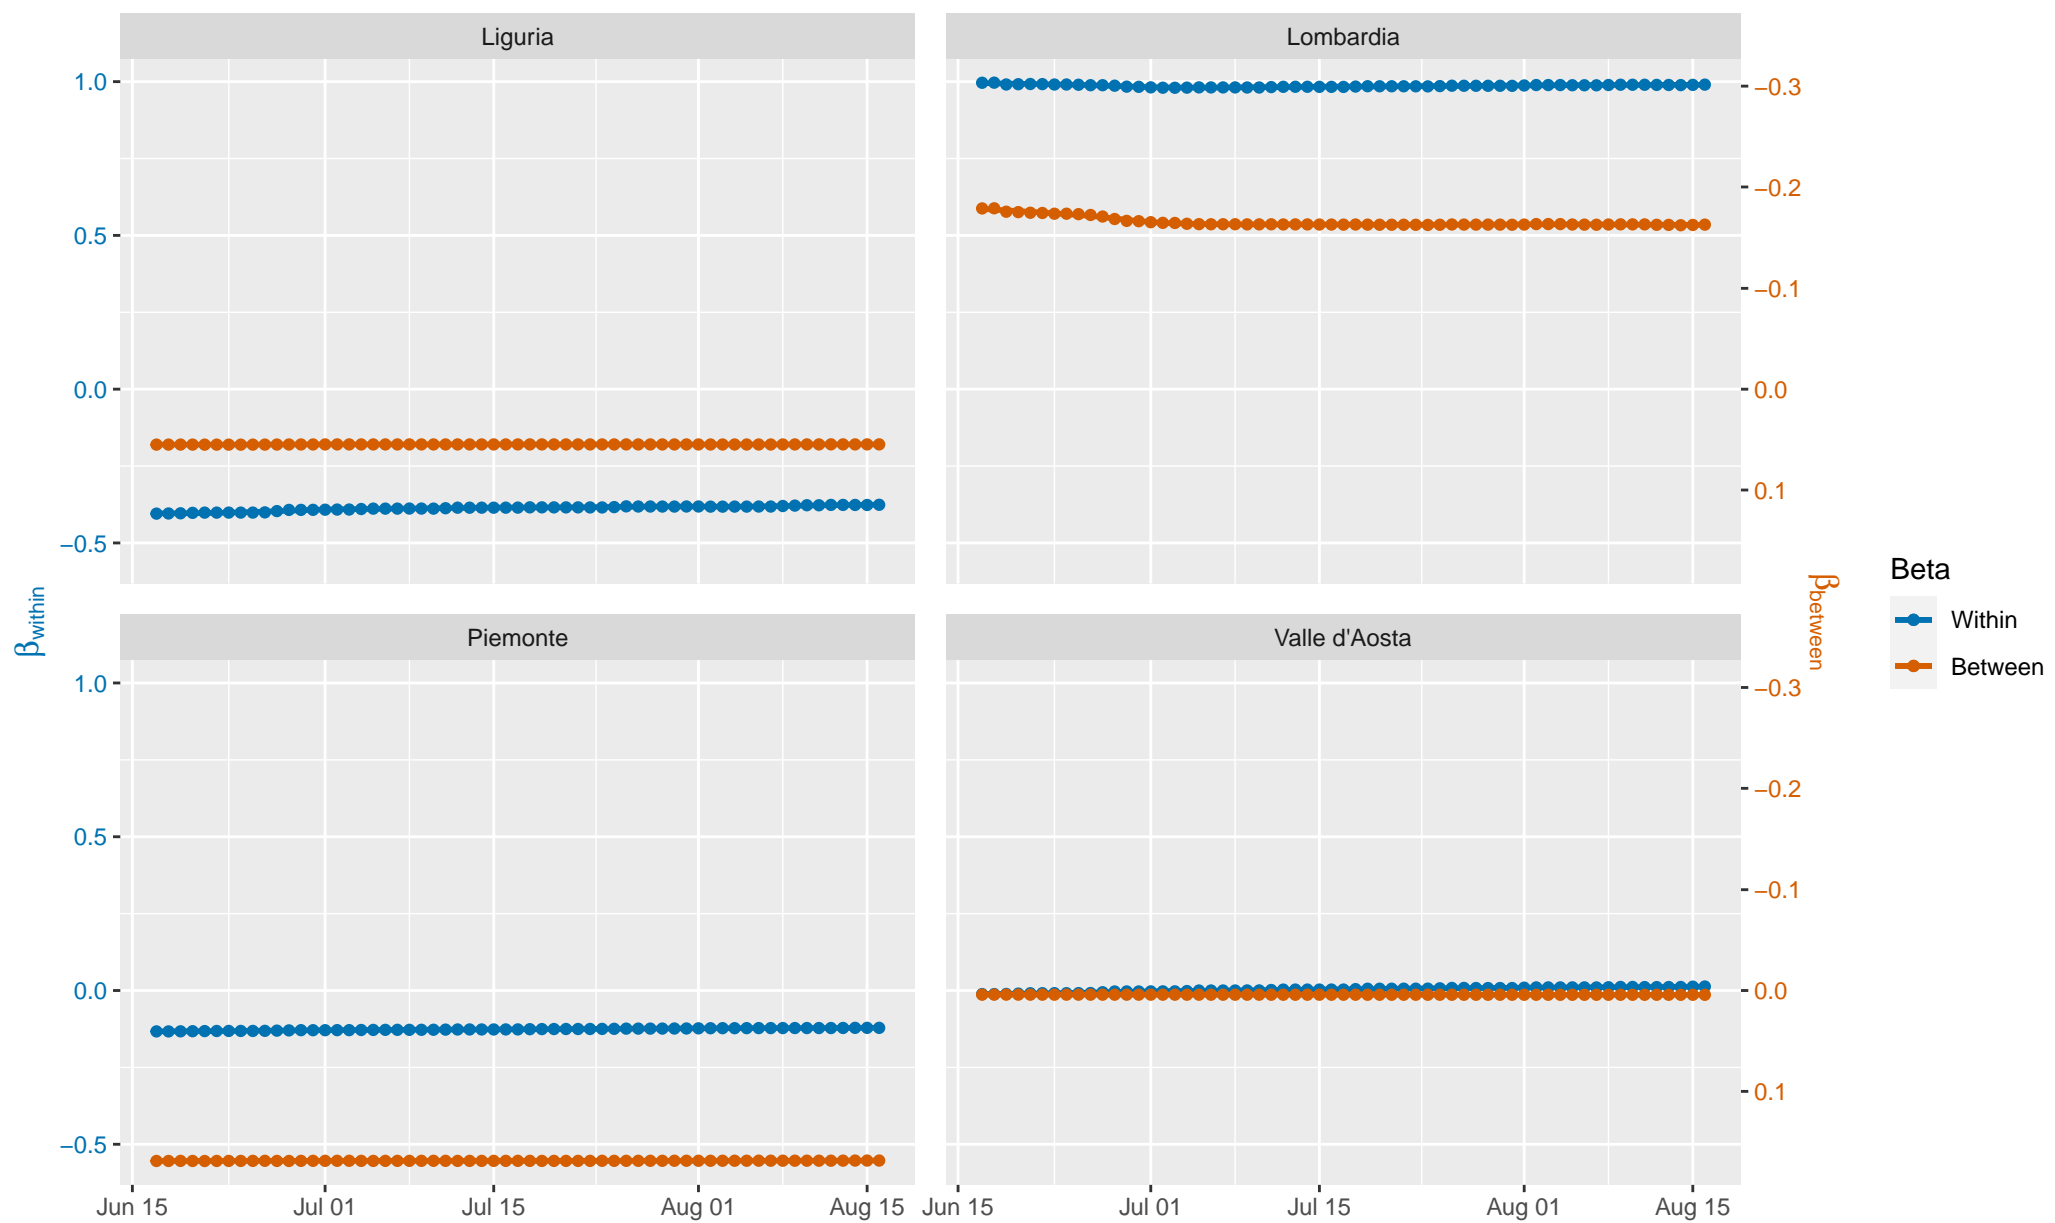 Liguria
Lombardia
1.0
0.5
0.0
−0.5
−0.3
−0.2
−0.1
0.0
0.1
βwithin
βbetween
Piemonte
Valle d'Aosta
1.0
0.5
0.0
−0.5
−0.3
−0.2
−0.1
0.0
0.1
Jun 15 Jul 01 Jul 15 Aug 01 Aug 15
Jun 15 Jul 01 Jul 15 Aug 01 Aug 15
Beta
Within
Between